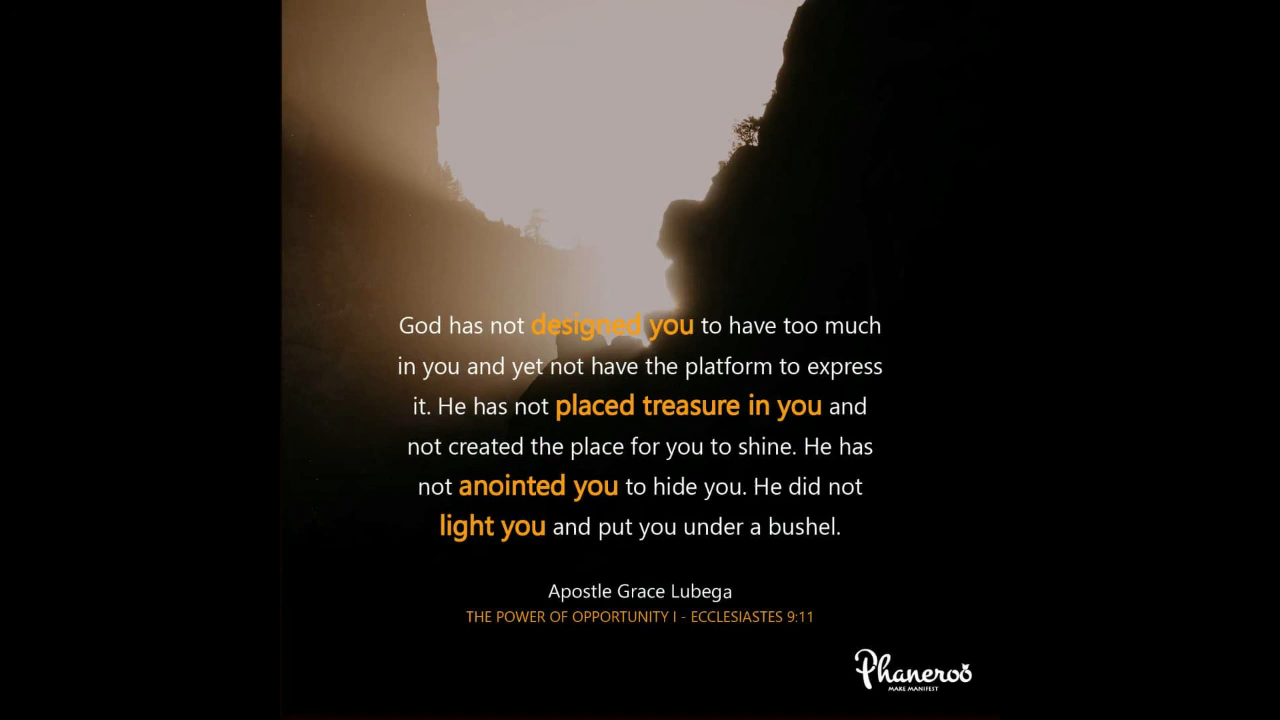 God has not designed you to have too much
in you and yet not have the platform to express
it. He has not placed treasure in you and
not created the place for you to shine. He has
not anointed you to hide you. He did not
light you and put you under a bushel.
Apostle Grace Lubega
THE POWER OF OPPORTUNITY I - ECCLESIASTES 9:11
Phaneroo
MAKE MANIFEST